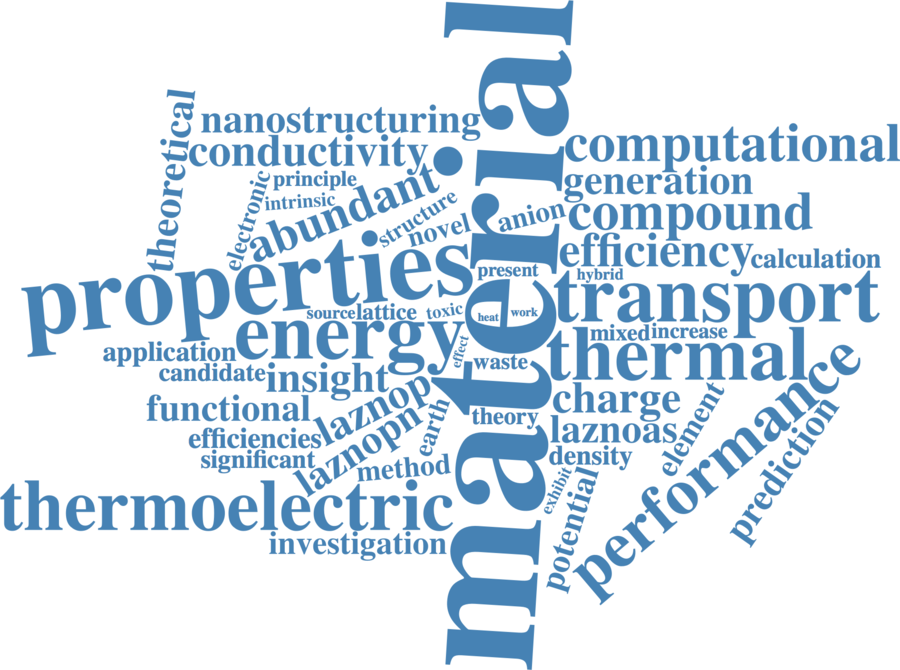 material
theoretical
nanostructuring
conductivity
computational
principle
generation
electronic
intrinsic
abundant
structure
novel
anion
compound
efficiency
calculation
properties
present
hybrid
transport
source
lattice
toxic
heat
work
energy
mixed
increase
thermal
application
effect
waste
candidate
insight
performance
functional
laznop
earth
theory
charge
element
efficiencies
laznopn
laznoas
prediction
significant
method
density
thermoelectric
exhibit
potential
investigation